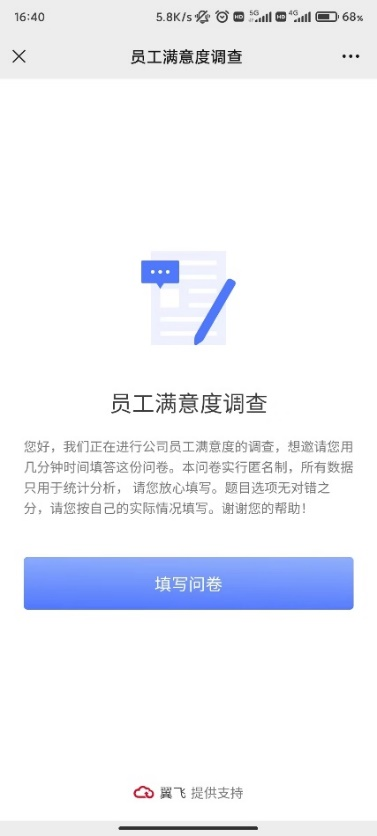 16:40 5.8K/s HD 5G HD 4G 68%
员工满意度调查
员工满意度调查
您好，我们正在进行公司员工满意度的调查，想邀请您用
几分钟时间填答这份问卷。本问卷实行匿名制，所有数据
只用于统计分析， 请您放心填写。题目选项无对错之
分，请您按自己的实际情况填写。谢谢您的帮助！
填写问卷
翼飞 提供支持